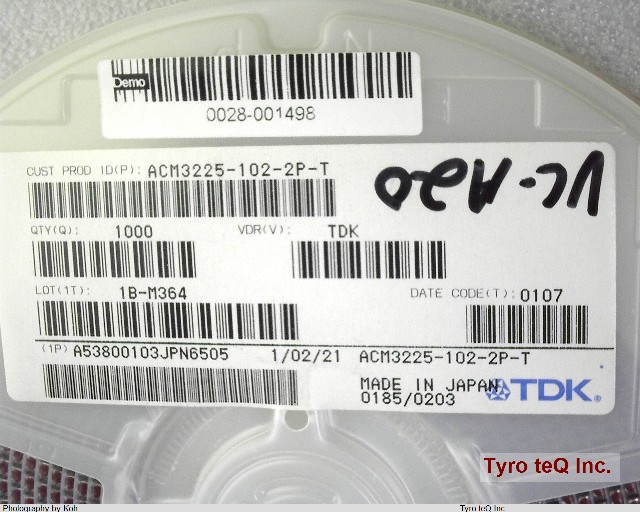 Demo
0028-001498
CUST PROD ID(P): ACM3225-102-2P-T
VC-A20
QTY(Q): 1000 VDR(V): TDK
LOT(1T): 1B-M364 DATE CODE(T): 0107
(1P) A53800103JPN6505 1/02/21 ACM3225-102-2P-T
MADE IN JAPAN
0185/0203
TDK®
Tyro teQ Inc.
Photography by Koh Tyro teQ Inc